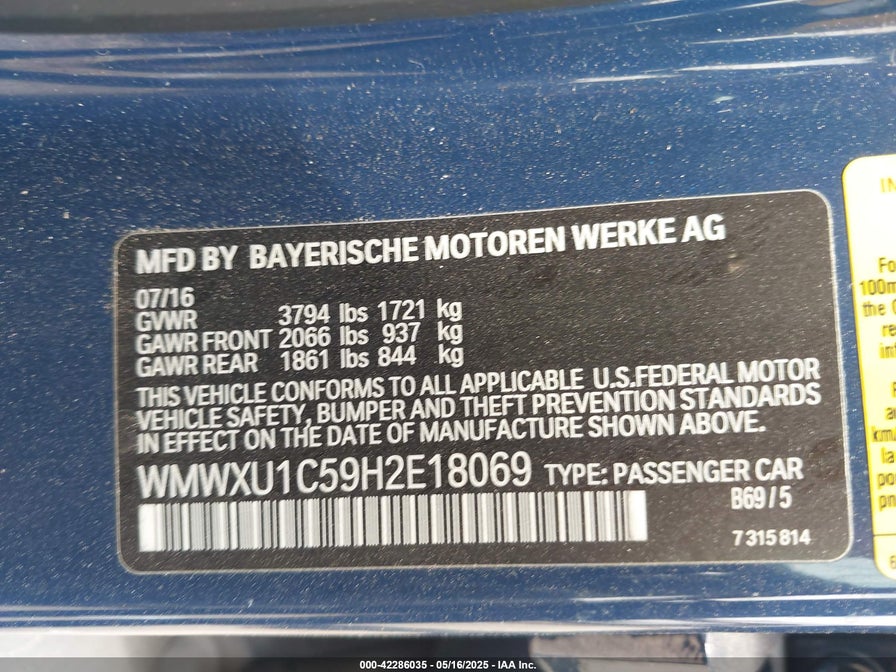 MFD BY BAYERISCHE MOTOREN WERKE AG
07/16
GVWR 3794 lbs 1721 kg
GAWR FRONT 2066 lbs 937 kg
GAWR REAR 1861 lbs 844 kg
THIS VEHICLE CONFORMS TO ALL APPLICABLE U.S.FEDERAL MOTOR
VEHICLE SAFETY, BUMPER AND THEFT PREVENTION STANDARDS
IN EFFECT ON THE DATE OF MANUFACTURE SHOWN ABOVE.
WMWXU1C59H2E18069 TYPE: PASSENGER CAR
B69/5
7 315 814
100m
the
km/
000-42286035 - 05/16/2025 - IAA Inc.